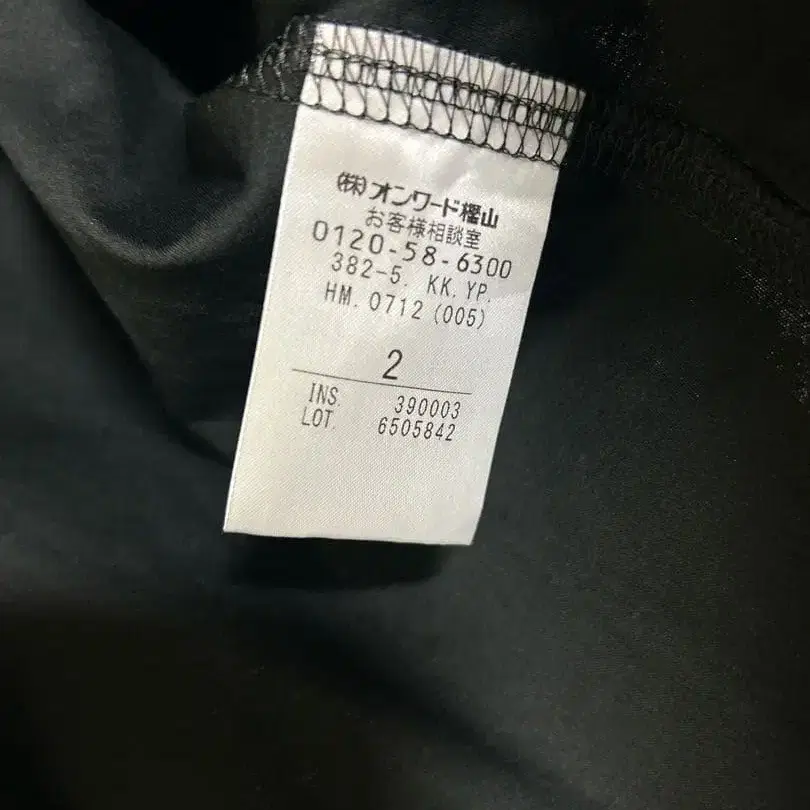 (株)オンワード樫山
お客様相談室
0120-58-6300
382-5. KK.YP.
HM. 0712 (005)
2
INS. 390003
LOT. 6505842